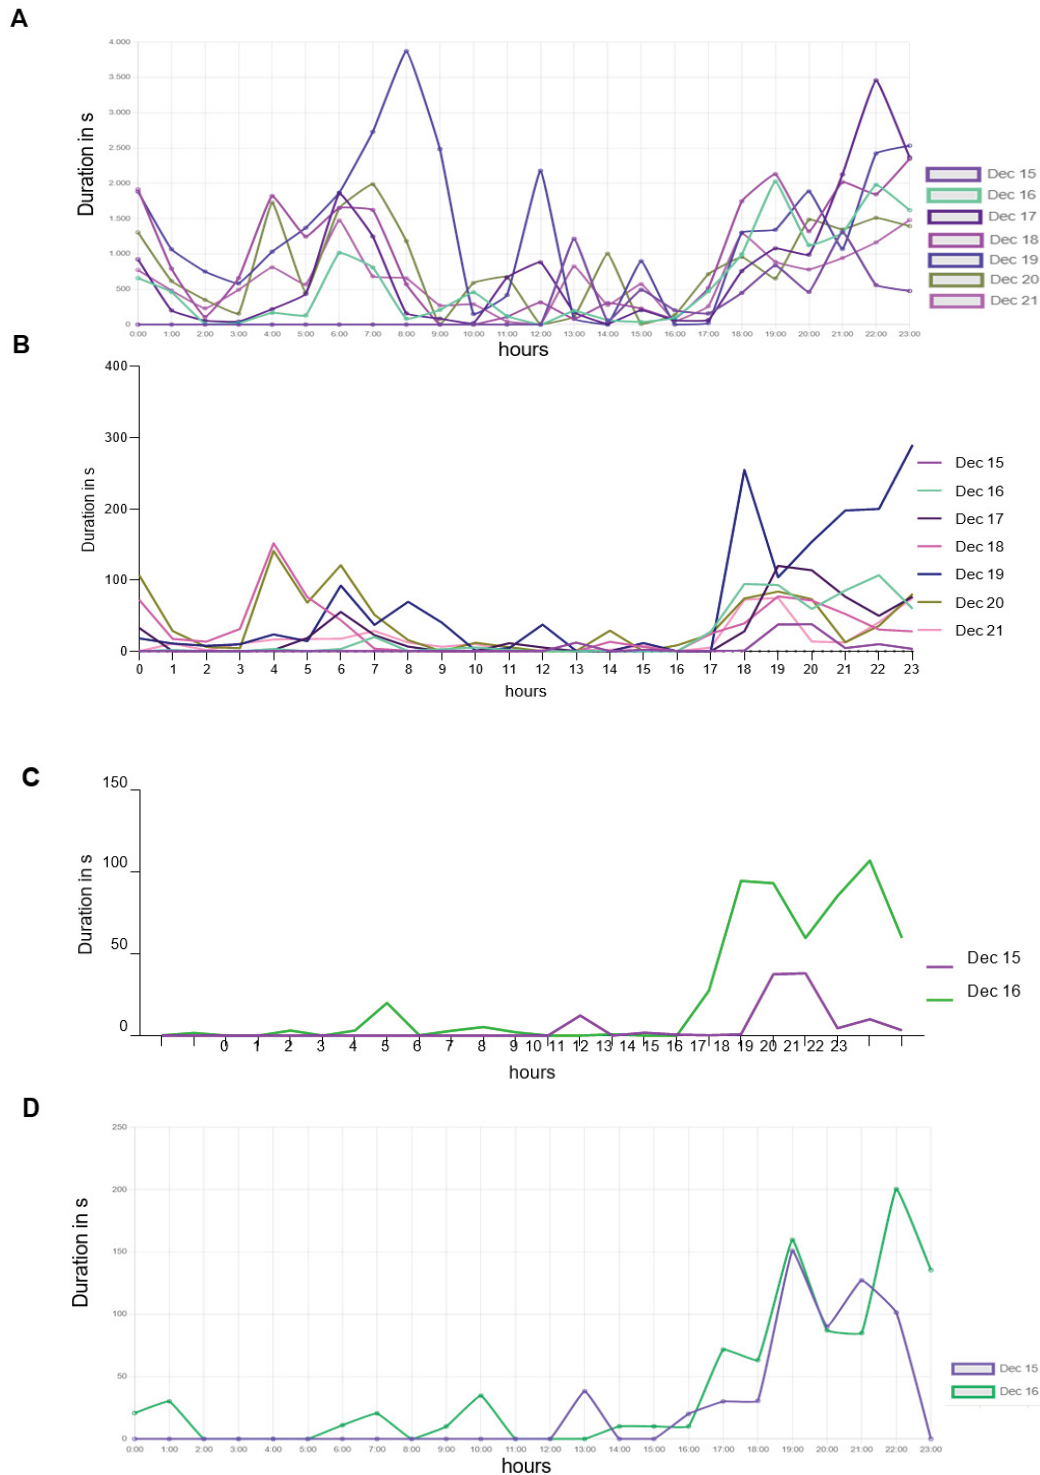 A
4.000
3.500
3.000
2.500
2.000
1.500
1.000
500
0
Duration in s
0:00 1:00 2:00 3:00 4:00 5:00 6:00 7:00 8:00 9:00 10:00 11:00 12:00 13:00 14:00 15:00 16:00 17:00 18:00 19:00 20:00 21:00 22:00 23:00
hours
Dec 15
Dec 16
Dec 17
Dec 18
Dec 19
Dec 20
Dec 21
B
400
300
200
100
0
Duration in s
0 1 2 3 4 5 6 7 8 9 10 11 12 13 14 15 16 17 18 19 20 21 22 23
hours
Dec 15
Dec 16
Dec 17
Dec 18
Dec 19
Dec 20
Dec 21
C
150
100
50
0
Duration in s
0 1 2 3 4 5 6 7 8 9 10 11 12 13 14 15 16 17 18 19 20 21 22 23
hours
Dec 15
Dec 16
D
250
200
150
100
50
0
Duration in s
0:00 1:00 2:00 3:00 4:00 5:00 6:00 7:00 8:00 9:00 10:00 11:00 12:00 13:00 14:00 15:00 16:00 17:00 18:00 19:00 20:00 21:00 22:00 23:00
hours
Dec 15
Dec 16